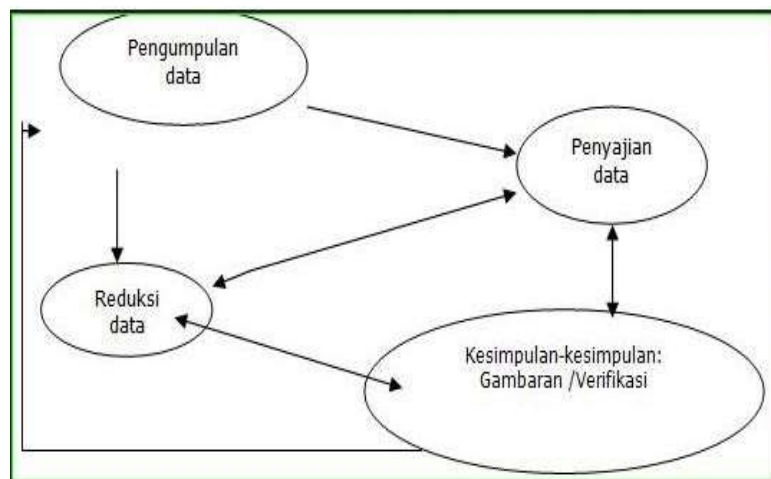 Pengumpulan
data
Penyajian
data
Reduksi
data
Kesimpulan-kesimpulan:
Gambaran /Verifikasi